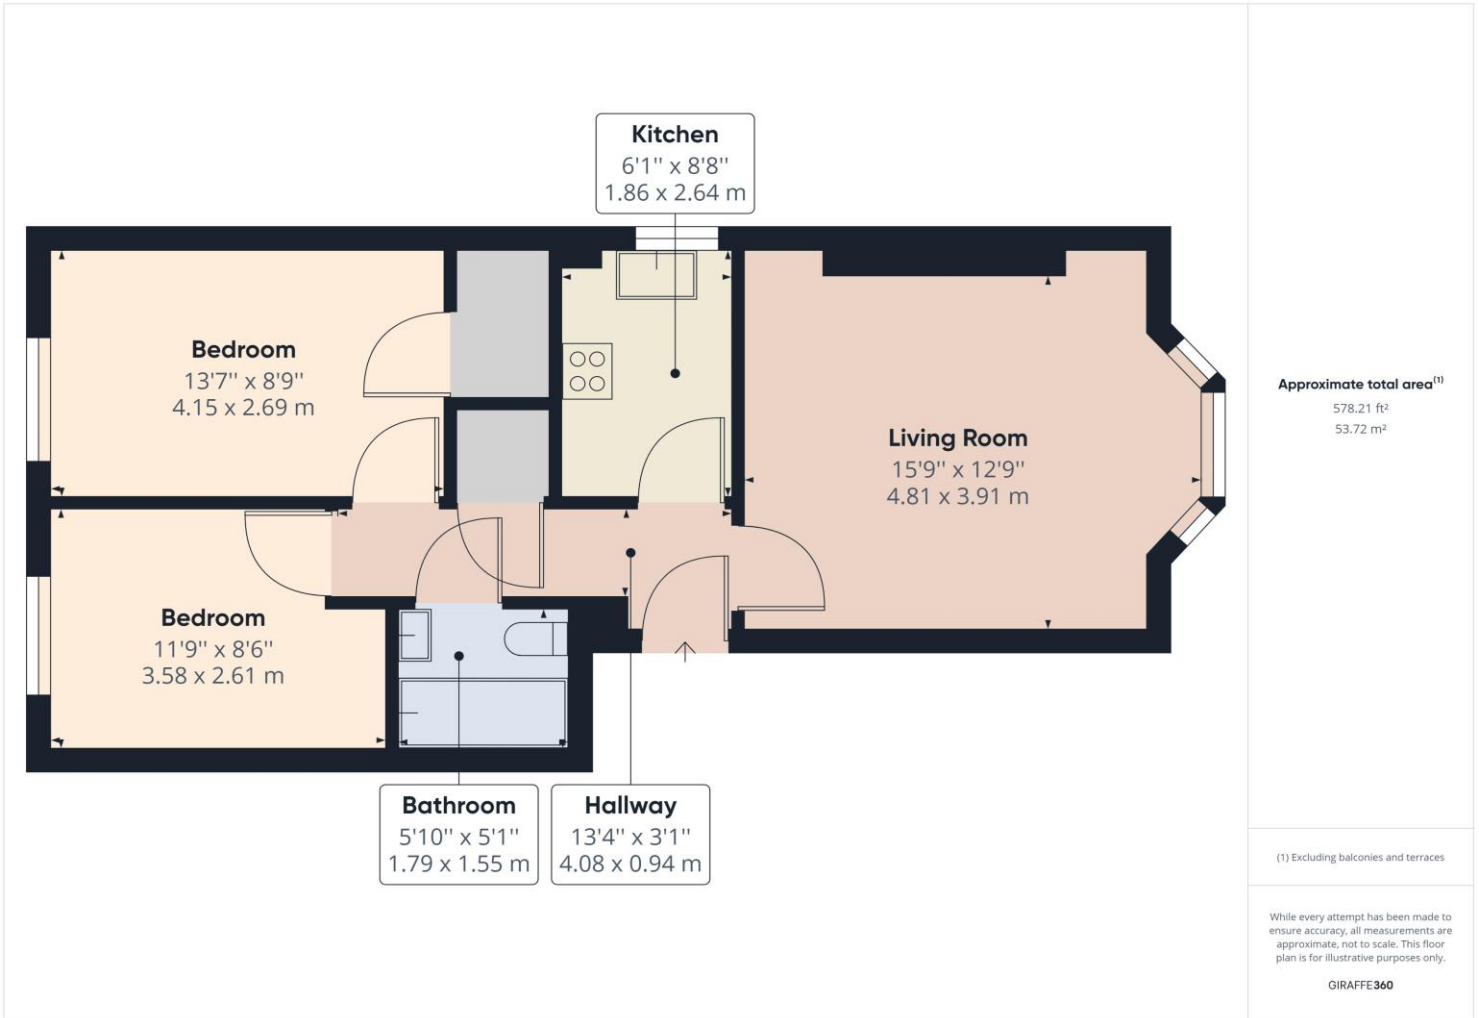 Kitchen
6'1'' x 8'8''
1.86 x 2.64 m
Bedroom
13'7'' x 8'9''
4.15 x 2.69 m
Living Room
15'9'' x 12'9''
4.81 x 3.91 m
Bedroom
11'9'' x 8'6''
3.58 x 2.61 m
Bathroom
5'10'' x 5'1''
1.79 x 1.55 m
Hallway
13'4'' x 3'1''
4.08 x 0.94 m
Approximate total area(1)
578.21 ft²
53.72 m²
(1) Excluding balconies and terraces
While every attempt has been made to
ensure accuracy, all measurements are
approximate, not to scale. This floor
plan is for illustrative purposes only.
GIRAFFE360